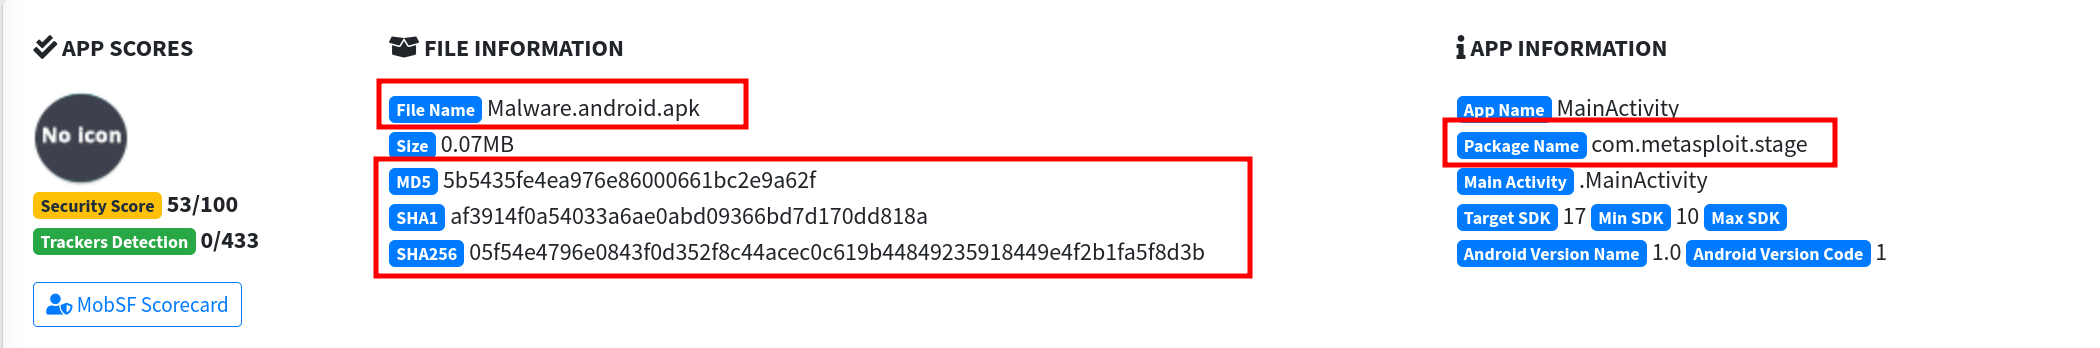 APP SCORES
No icon
Security Score 53/100
Trackers Detection 0/433
MobSF Scorecard
FILE INFORMATION
File Name Malware.android.apk
Size 0.07MB
MD5 5b5435fe4ea976e86000661bc2e9a62f
SHA1 af3914f0a54033a6ae0abd09366bd7d170dd818a
SHA256 05f54e4796e0843f0d352f8c44acec0c619b44849235918449e4f2b1fa5f8d3b
APP INFORMATION
App Name MainActivity
Package Name com.metasploit.stage
Main Activity .MainActivity
Target SDK 17 Min SDK 10 Max SDK
Android Version Name 1.0 Android Version Code 1